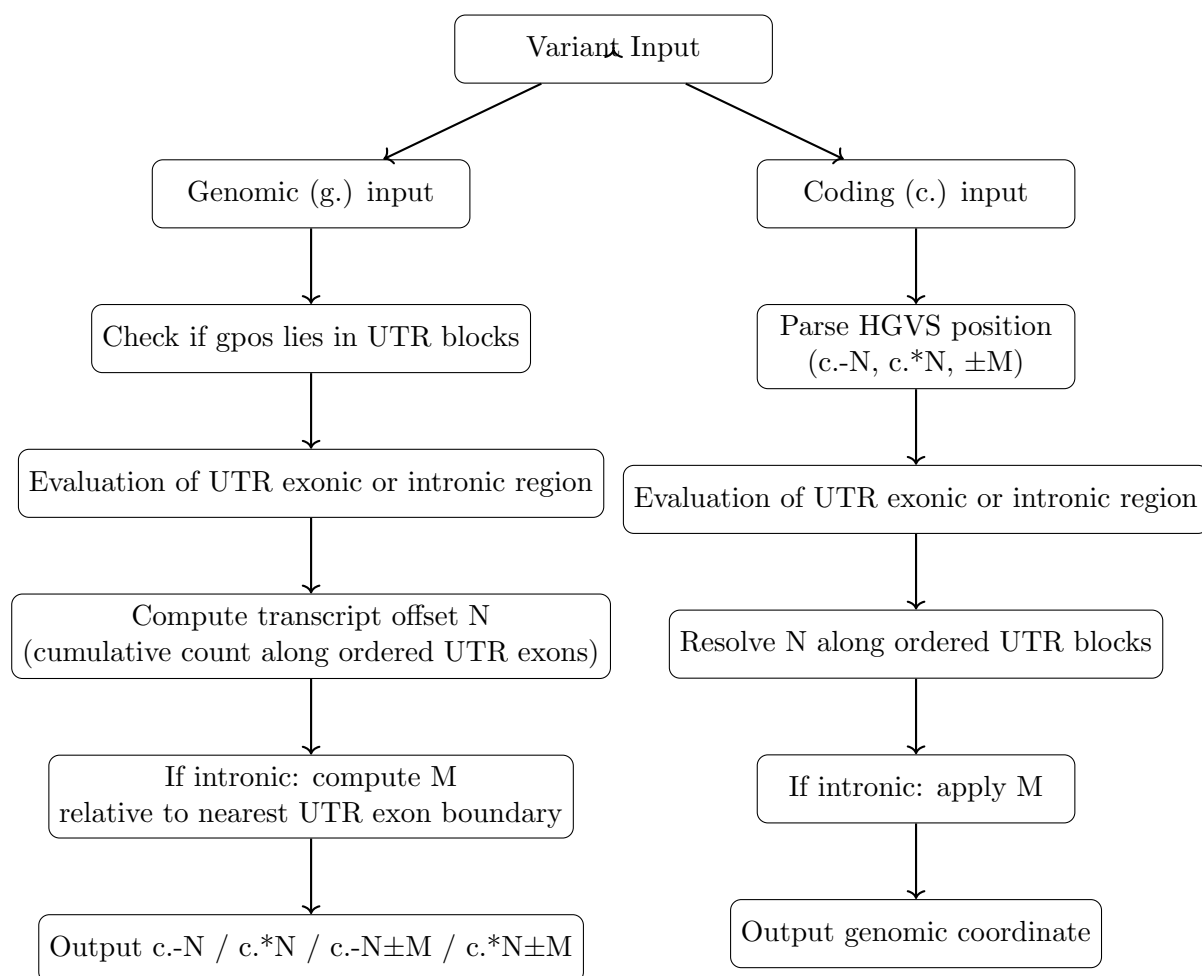 Variant Input
Genomic (g.) input
Coding (c.) input
Check if gpos lies in UTR blocks
Parse HGVS position
(c.-N, c.*N, ±M)
Evaluation of UTR exonic or intronic region
Evaluation of UTR exonic or intronic region
Compute transcript offset N
(cumulative count along ordered UTR exons)
Resolve N along ordered UTR blocks
If intronic: compute M
relative to nearest UTR exon boundary
If intronic: apply M
Output c.-N / c.*N / c.-N±M / c.*N±M
Output genomic coordinate